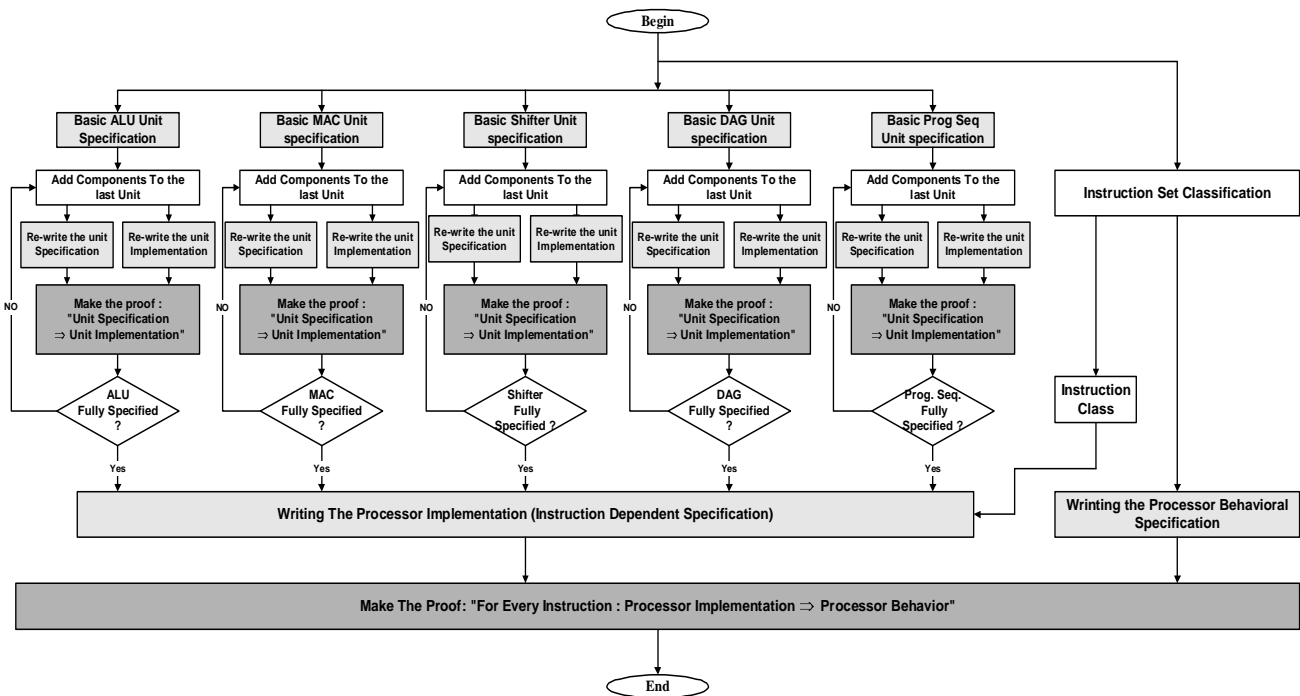 Begin
Basic ALU Unit
Specification
Basic MAC Unit
specification
Basic Shifter Unit
specification
Basic DAG Unit
specification
Basic Prog Seq
Unit specification
Add Components To the
last Unit
Add Components To the
last Unit
Add Components To the
last Unit
Add Components To the
last Unit
Add Components To the
last Unit
Instruction Set Classification
Re-write the unit
Specification
Re-write the unit
Implementation
Re-write the unit
Specification
Re-write the unit
Implementation
Re-write the unit
Specification
Re-write the unit
Implementation
Re-write the unit
Specification
Re-write the unit
Implementation
Re-write the unit
Specification
Re-write the unit
Implementation
NO
Make the proof :
"Unit Specification
⇒ Unit Implementation"
NO
Make the proof :
"Unit Specification
⇒ Unit Implementation"
NO
Make the proof :
"Unit Specification
⇒ Unit Implementation"
NO
Make the proof :
"Unit Specification
⇒ Unit Implementation"
NO
Make the proof :
"Unit Specification
⇒ Unit Implementation"
ALU
Fully Specified
?
MAC
Fully Specified
?
Shifter
Fully
Specified ?
DAG
Fully Specified
?
Prog. Seq.
Fully
Specified ?
Instruction
Class
Yes
Yes
Yes
Yes
Yes
Writing The Processor Implementation (Instruction Dependent Specification)
Wrinting the Processor Behavioral
Specification
Make The Proof: "For Every Instruction : Processor Implementation ⇒ Processor Behavior"
End